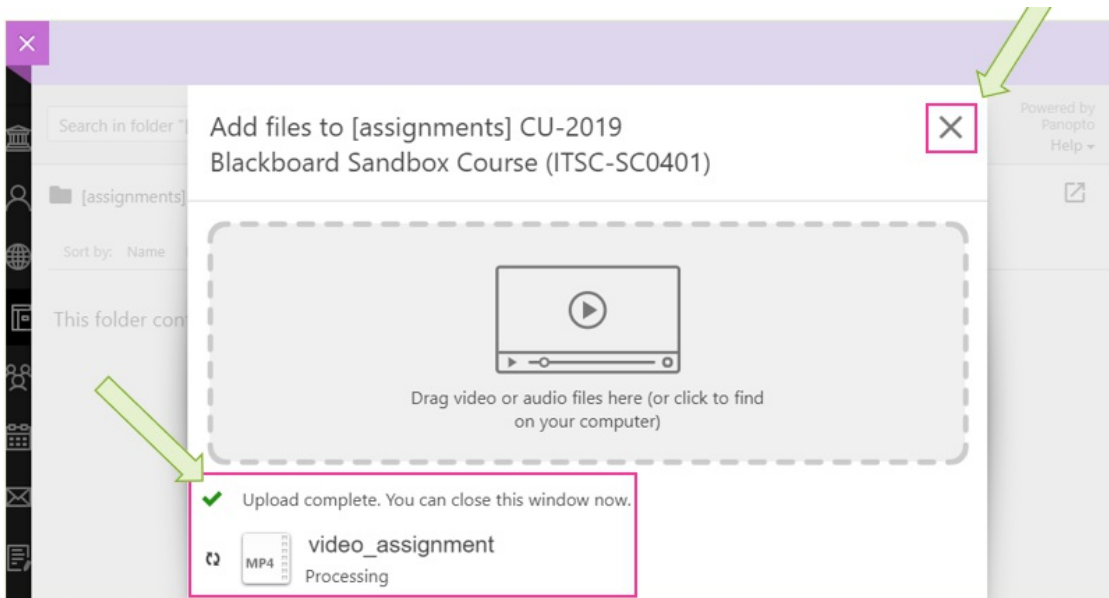 Search in folder "[
Powered by
Panopto
Help
Add files to [assignments] CU-2019
Blackboard Sandbox Course (ITSC-SC0401)
[assignments]
Sort by: Name
This folder con
Drag video or audio files here (or click to find
on your computer)
Upload complete. You can close this window now.
MP4
video_assignment
Processing